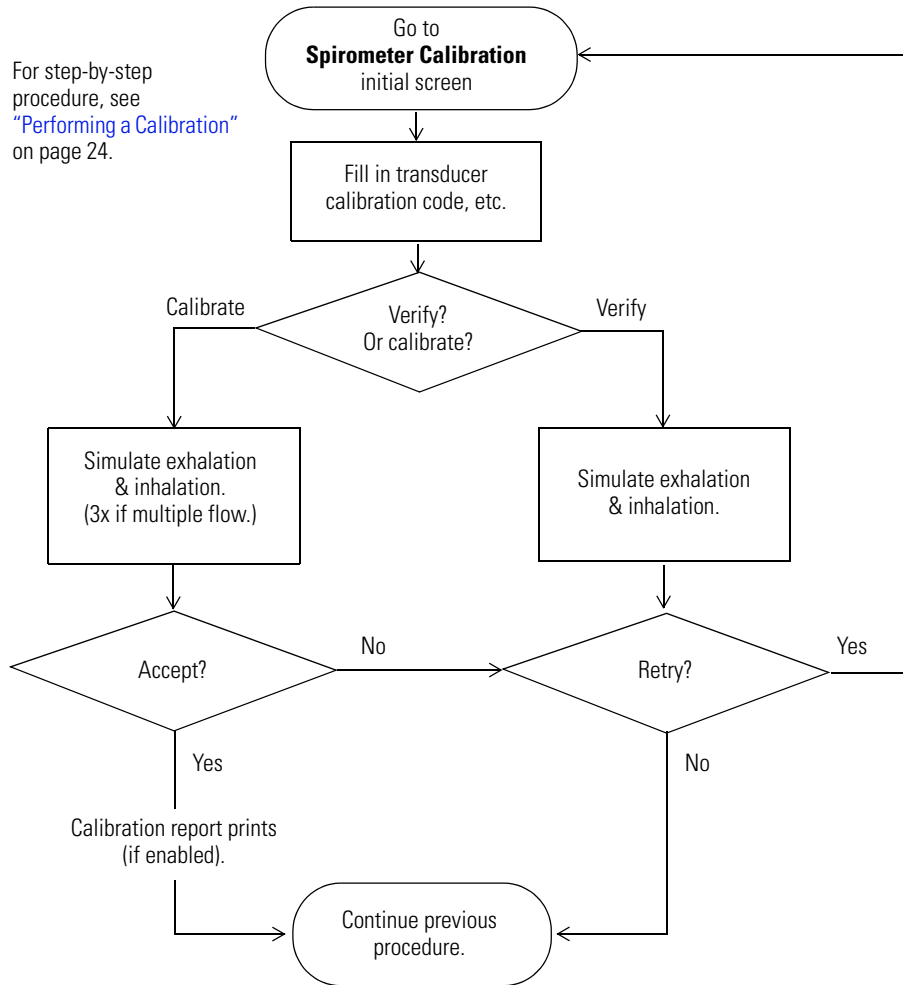 Go to
Spirometer Calibration
initial screen
For step-by-step
procedure, see
"Performing a Calibration"
on page 24.
Fill in transducer
calibration code, etc.
Calibrate
Verify?
Or calibrate?
Verify
Simulate exhalation
& inhalation.
(3x if multiple flow.)
Simulate exhalation
& inhalation.
Accept?
No
Retry?
Yes
Yes
No
Calibration report prints
(if enabled).
Continue previous
procedure.